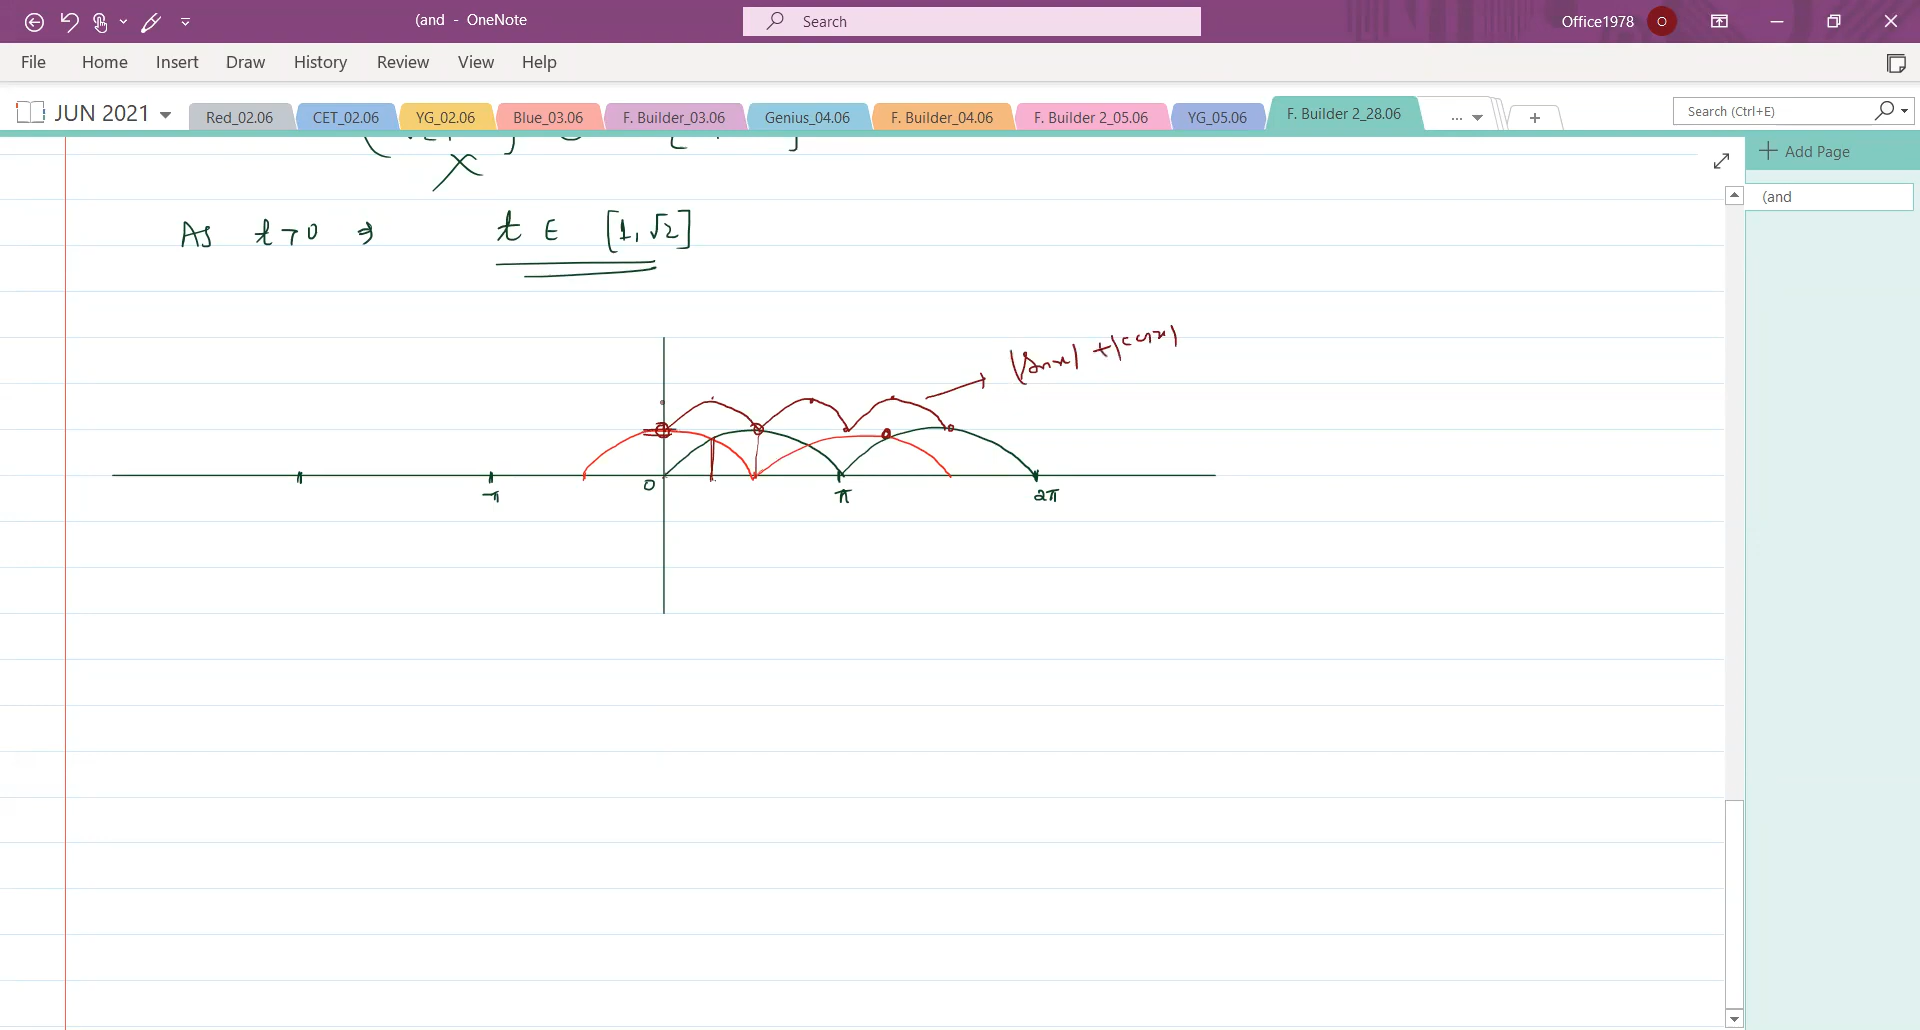 (and - OneNote
Search
Office1978
O
File Home Insert Draw History Review View Help
JUN 2021
Red_02.06 CET_02.06 YG_02.06 Blue_03.06 F. Builder_03.06 Genius_04.06 F. Builder_04.06 F. Builder 2_05.06 YG_05.06 F. Builder 2_28.06 ... +
Search (Ctrl+E)
+ Add Page
(and
As t>0 ⇒ t ∈ [1, √2]
|sinx| + |cosx|
-π 0 π 2π